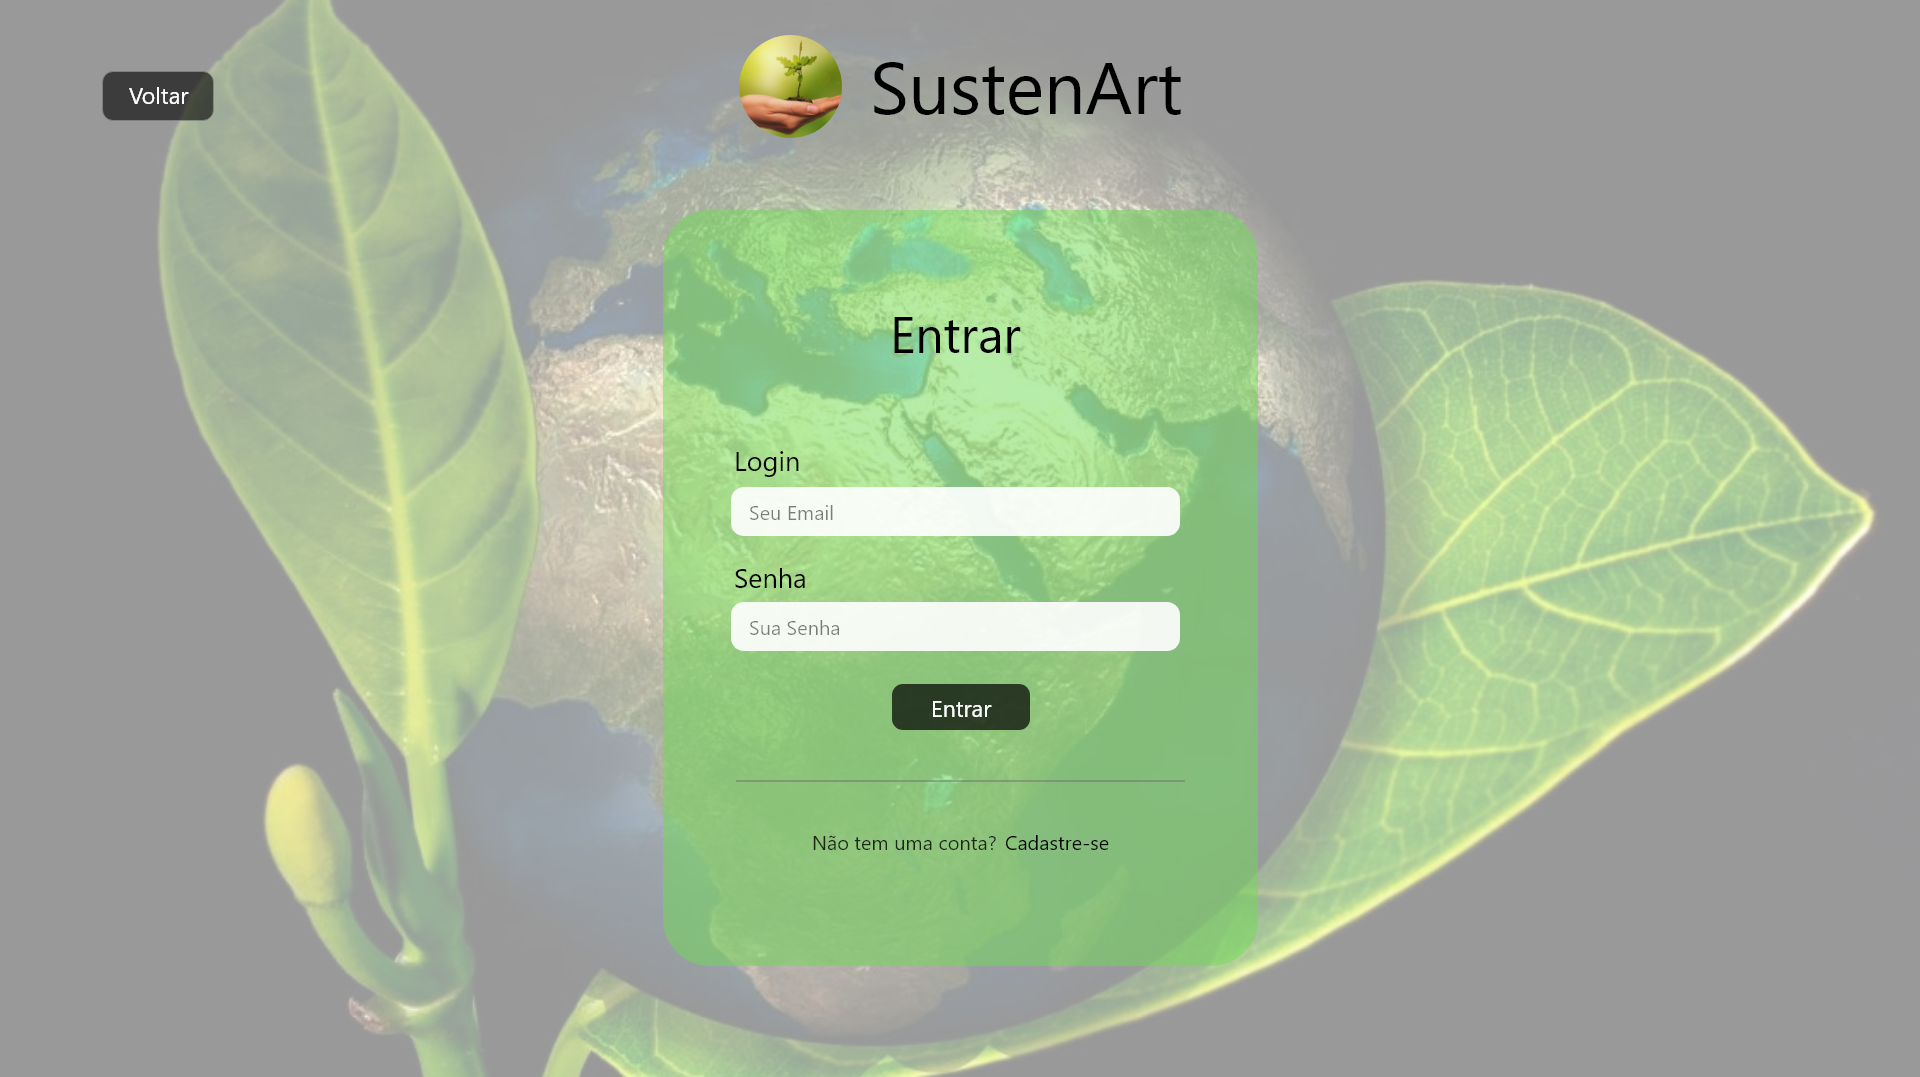 Voltar
SustenArt
Entrar
Login
Seu Email
Senha
Sua Senha
Entrar
Não tem uma conta? Cadastre-se